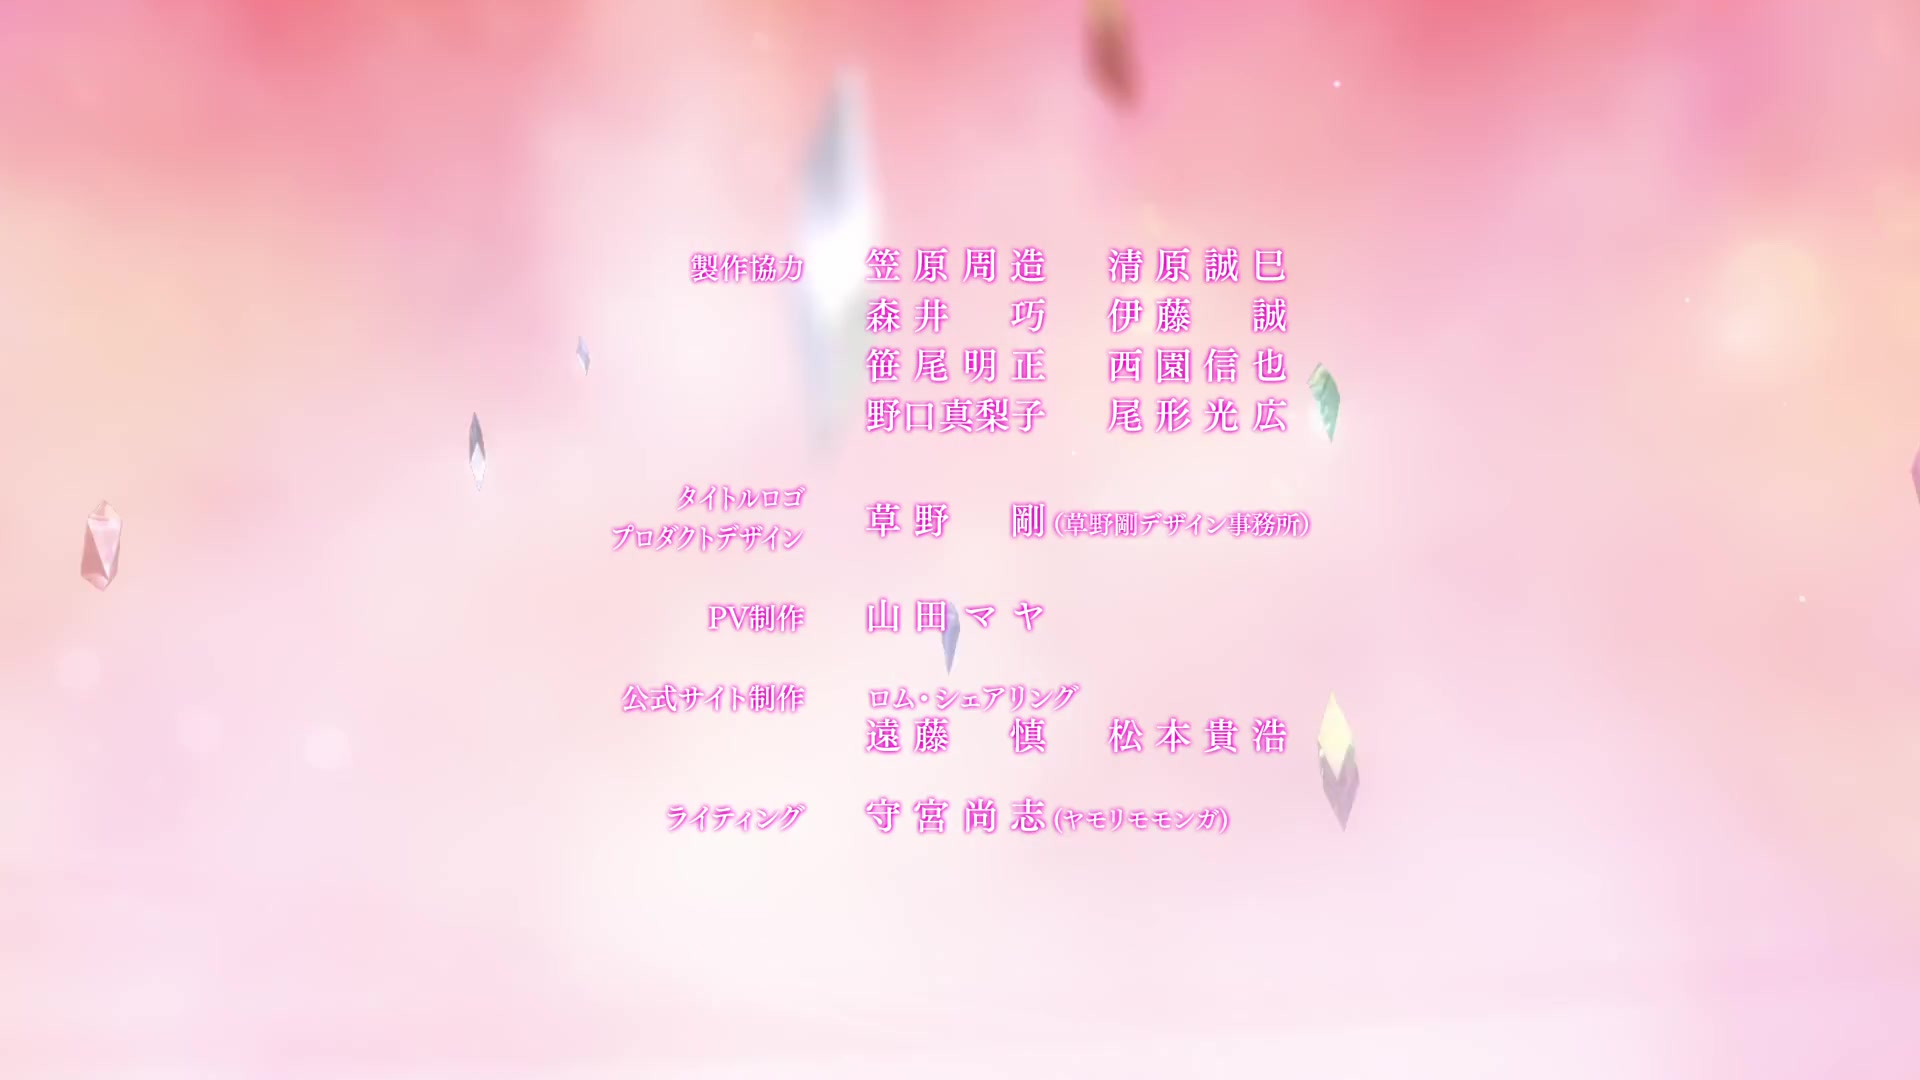 製作協力 笠原周造 清原誠巳
森井 巧 伊藤 誠
笹尾明正 西園信也
野口真梨子 尾形光広
タイトルロゴ
プロダクトデザイン 草野 剛(草野剛デザイン事務所)
PV制作 山田マヤ
公式サイト制作 ロム・シェアリング
遠藤 慎 松本貴浩
ライティング 守宮尚志(ヤモリモモンガ)